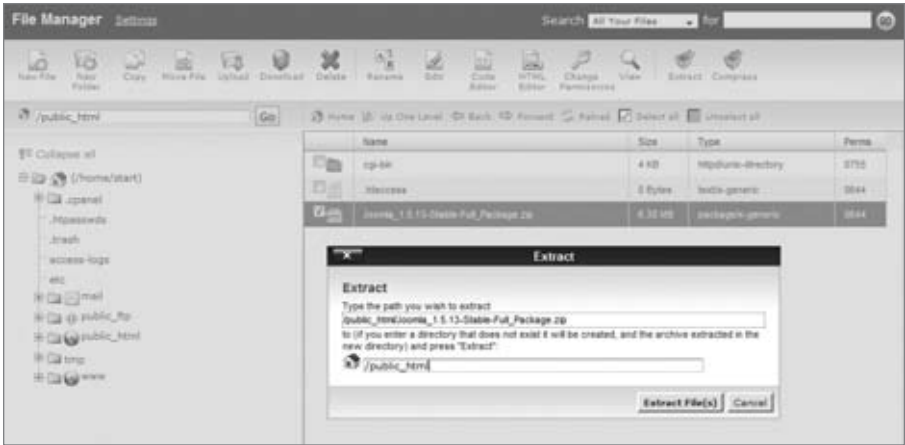 File Manager Settings
Search All Your Files for Go
New File New Folder Copy Move File Upload Download Delete Rename Edit Code Editor HTML Editor Change Permissions View Extract Compress
/public_html Go
Home Up One Level Back Forward Reload Select all Unselect all
Collapse all
(/home/start)
.cpanel
.htpasswds
.trash
access-logs
etc
mail
public_ftp
public_html
tmp
www
Name Size Type Perms
cgi-bin 4 KB httpd/unix-directory 0755
.htaccess 0 Bytes text/x-generic 0644
Joomla_1.5.13-Stable-Full_Package.zip 6.30 MB package/x-generic 0644
Extract
Extract
Type the path you wish to extract
/public_html/Joomla_1.5.13-Stable-Full_Package.zip
to (if you enter a directory that does not exist it will be created, and the archive extracted in the
new directory) and press "Extract":
/public_html
Extract File(s) Cancel